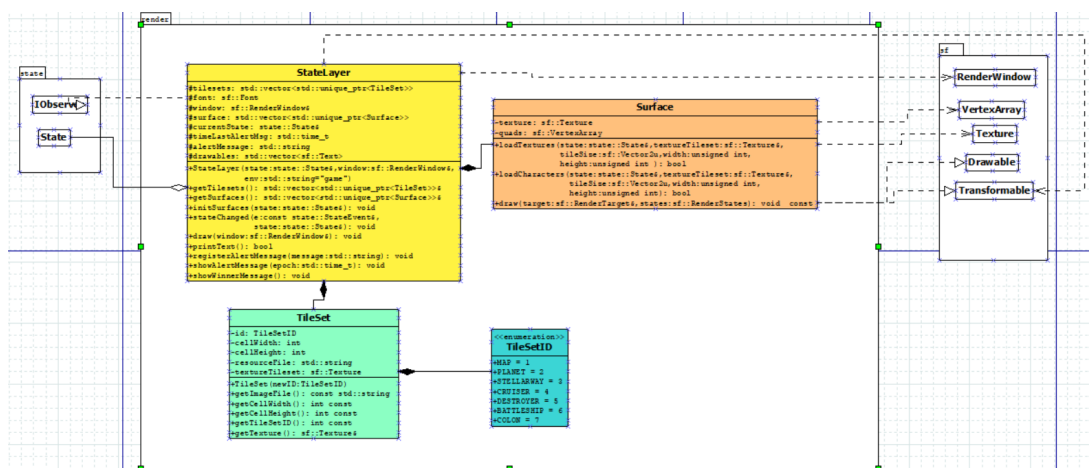 render
state
IObserv
State
StateLayer
#tilesets: std::vector<std::unique_ptr<TileSet>>
#font: sf::Font
#window: sf::RenderWindow&
#surface: std::vector<std::unique_ptr<Surface>>
#currentState: state::State&
#timeLastAlertMsg: std::time_t
#alertMessage: std::string
#drawables: std::vector<sf::Text>
+StateLayer(state:state::State&,window:sf::RenderWindow&,
env:std::string="game")
+getTilesets(): std::vector<std::unique_ptr<TileSet>>&
+getSurfaces(): std::vector<std::unique_ptr<Surface>>&
+initSurfaces(state:state::State&): void
+stateChanged(e:const state::StateEvent&,
state:state::State&): void
+draw(window:sf::RenderWindow&): void
+printText(): bool
+registerAlertMessage(message:std::string): void
+showAlertMessage(epoch:std::time_t): void
+showWinnerMessage(): void
Surface
-texture: sf::Texture
-quads: sf::VertexArray
+loadTextures(state:state::State&,textureTileset:sf::Texture&,
tileSize:sf::Vector2u,width:unsigned int,
height:unsigned int ): bool
+loadCharacters(state:state::State&,textureTileset:sf::Texture&,
tileSize:sf::Vector2u,width:unsigned int,
height:unsigned int): bool
+draw(target:sf::RenderTarget&,states:sf::RenderStates): void const
sf
RenderWindow
VertexArray
Texture
Drawable
Transformable
TileSet
-id: TileSetID
-cellWidth: int
-cellHeight: int
-resourceFile: std::string
-textureTileset: sf::Texture
+TileSet(newID:TileSetID)
+getImageFile(): const std::string
+getCellWidth(): int const
+getCellHeight(): int const
+getTileSetID(): int const
+getTexture(): sf::Texture&
<<enumeration>>
TileSetID
+MAP = 1
+PLANET = 2
+STELLARWAY = 3
+CRUISER = 4
+DESTROYER = 5
+BATTLESHIP = 6
+COLON = 7